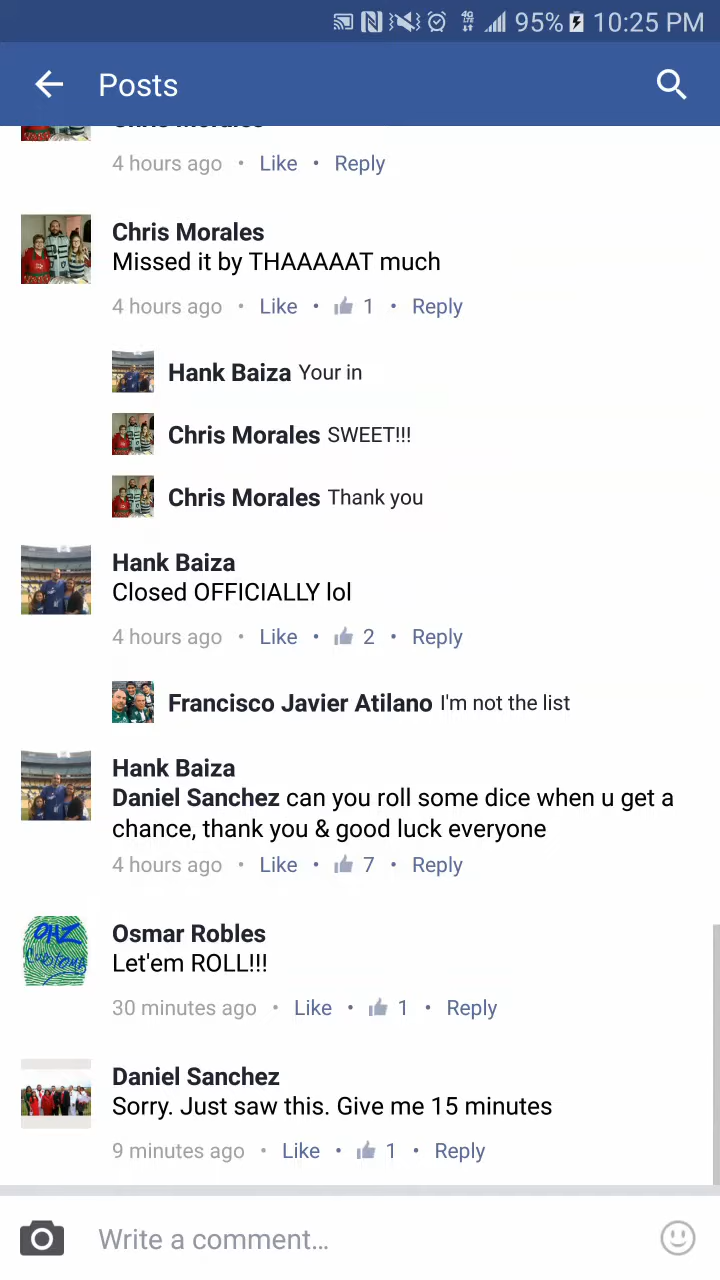 95% 10:25 PM
Posts
Chris Morales
4 hours ago • Like • Reply
Chris Morales
Missed it by THAAAAAT much
4 hours ago • Like • 1 • Reply
Hank Baiza Your in
Chris Morales SWEET!!!
Chris Morales Thank you
Hank Baiza
Closed OFFICIALLY lol
4 hours ago • Like • 2 • Reply
Francisco Javier Atilano I'm not the list
Hank Baiza
Daniel Sanchez can you roll some dice when u get a
chance, thank you & good luck everyone
4 hours ago • Like • 7 • Reply
OHZ
CUSTOMS
Osmar Robles
Let'em ROLL!!!
30 minutes ago • Like • 1 • Reply
Daniel Sanchez
Sorry. Just saw this. Give me 15 minutes
9 minutes ago • Like • 1 • Reply
Write a comment...